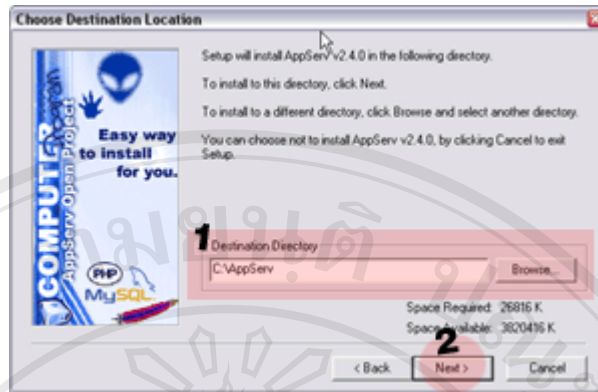 Choose Destination Location
Setup will install AppServ v2.4.0 in the following directory.
To install to this directory, click Next.
To install to a different directory, click Browse and select another directory.
You can choose not to install AppServ v2.4.0, by clicking Cancel to exit
Setup.
COMPUTER
AppServ Open Project
Easy way
to install
for you.
PHP
MySQL
1
Destination Directory
C:\AppServ
Browse...
Space Required: 26816 K
Space Available: 3820416 K
2
< Back
Next >
Cancel